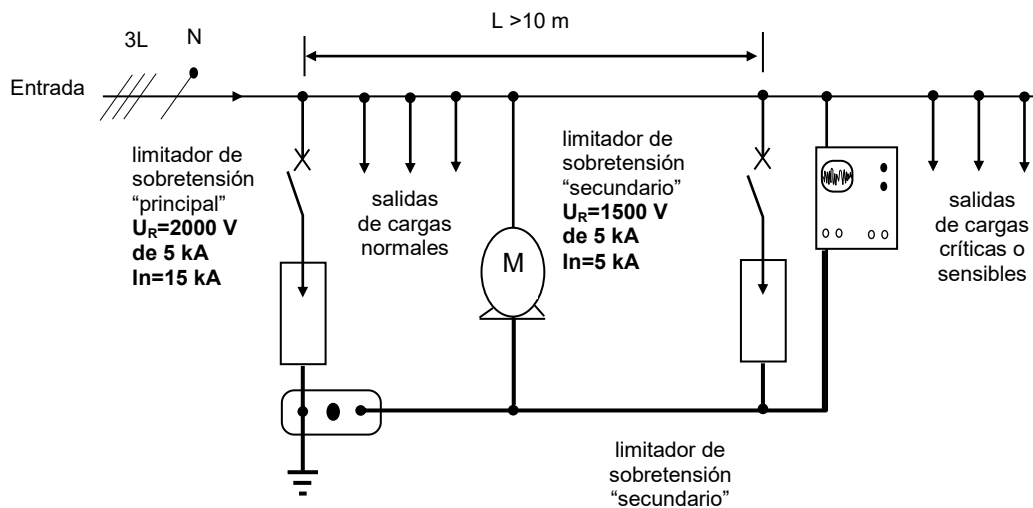 L >10 m
3L
N
Entrada
limitador de
sobretensión
“principal”
U_R=2000 V
de 5 kA
In=15 kA
salidas
de cargas
normales
limitador de
sobretensión
“secundario”
U_R=1500 V
de 5 kA
In=5 kA
M
salidas
de cargas
críticas o
sensibles
limitador de
sobretensión
“secundario”